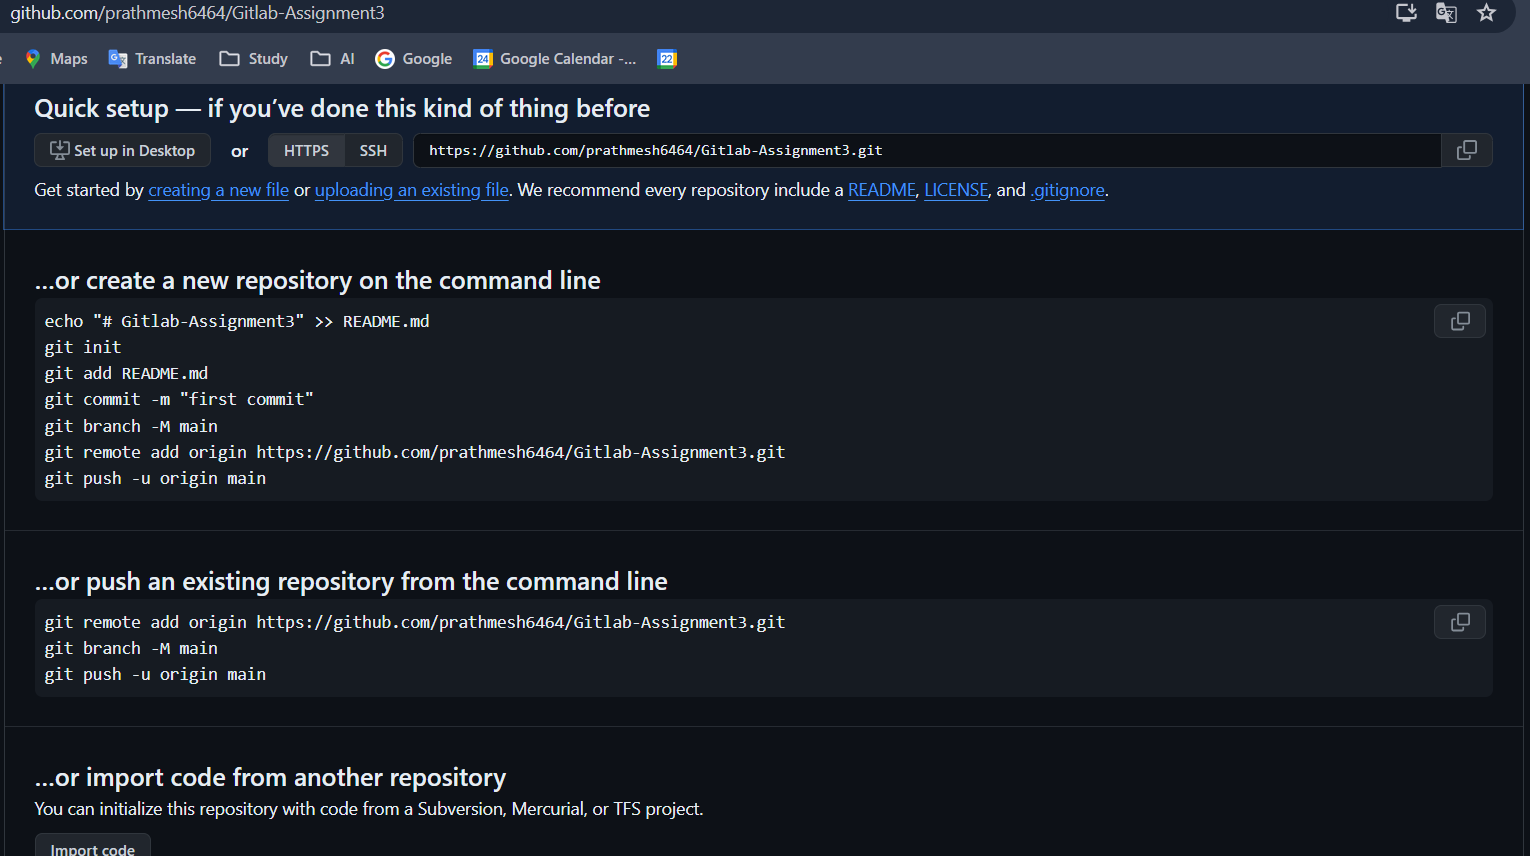 github.com/prathmesh6464/Gitlab-Assignment3
Maps Translate Study AI Google 24 Google Calendar -... 22
Quick setup — if you’ve done this kind of thing before
Set up in Desktop or HTTPS SSH https://github.com/prathmesh6464/Gitlab-Assignment3.git
Get started by creating a new file or uploading an existing file. We recommend every repository include a README, LICENSE, and .gitignore.
...or create a new repository on the command line
echo "# Gitlab-Assignment3" >> README.md
git init
git add README.md
git commit -m "first commit"
git branch -M main
git remote add origin https://github.com/prathmesh6464/Gitlab-Assignment3.git
git push -u origin main
...or push an existing repository from the command line
git remote add origin https://github.com/prathmesh6464/Gitlab-Assignment3.git
git branch -M main
git push -u origin main
...or import code from another repository
You can initialize this repository with code from a Subversion, Mercurial, or TFS project.
Import code